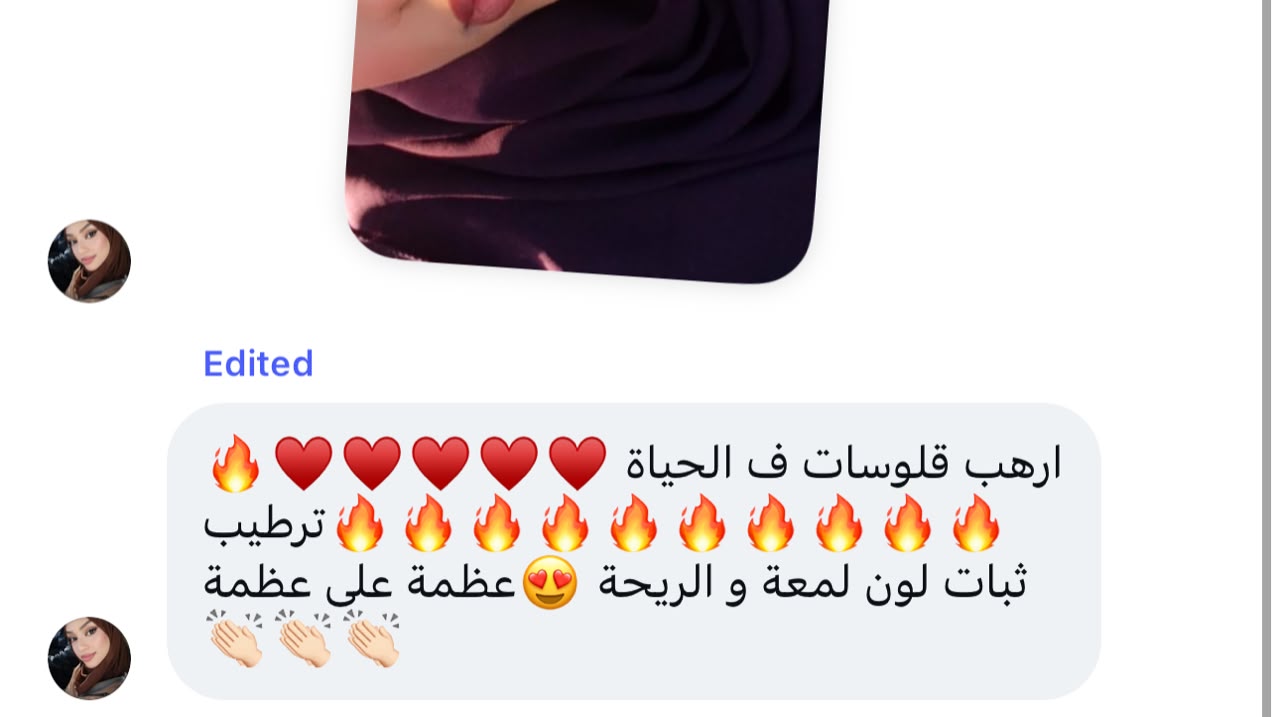 Edited
ارهب قلوسات ف الحياة ♥️♥️♥️♥️♥️🔥
🔥🔥🔥🔥🔥🔥🔥🔥🔥🔥ترطيب
ثبات لون لمعة و الريحة 😍عظمة على عظمة
👏🏻👏🏻👏🏻